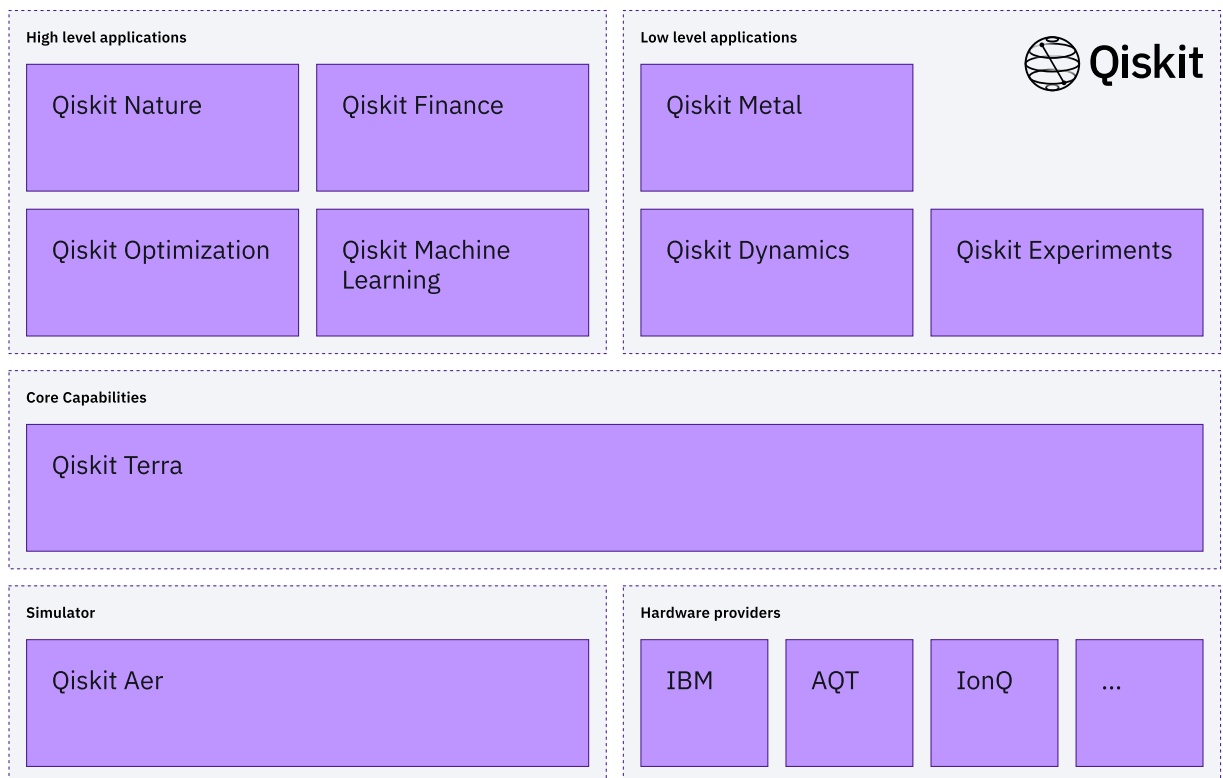 High level applications
Qiskit Nature
Qiskit Finance
Qiskit Optimization
Qiskit Machine
Learning
Low level applications
Qiskit
Qiskit Metal
Qiskit Dynamics
Qiskit Experiments
Core Capabilities
Qiskit Terra
Simulator
Qiskit Aer
Hardware providers
IBM
AQT
IonQ
...